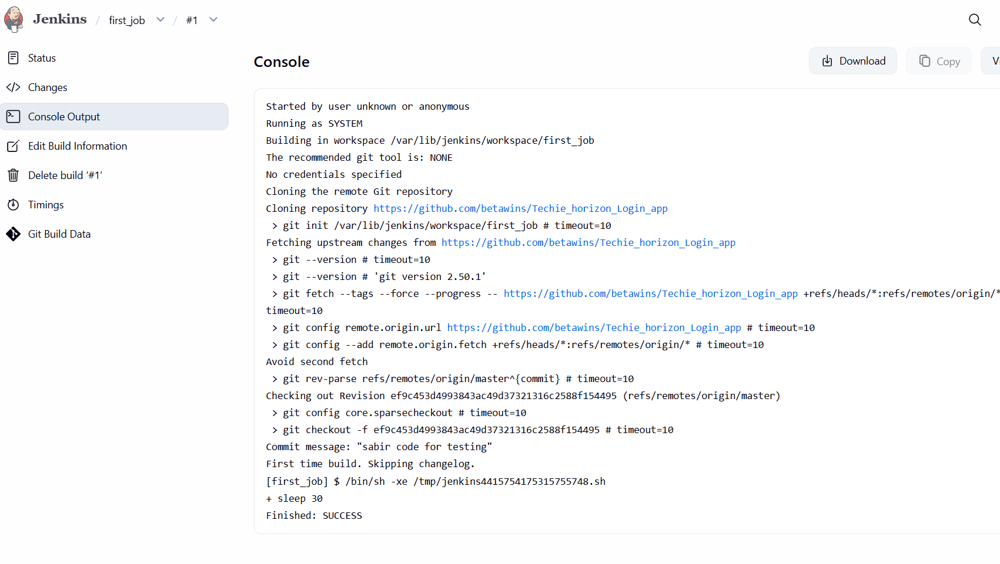 Jenkins / first_job / #1
Status
Changes
Console Output
Edit Build Information
Delete build ‘#1’
Timings
Git Build Data
Console
Download
Copy
Started by user unknown or anonymous
Running as SYSTEM
Building in workspace /var/lib/jenkins/workspace/first_job
The recommended git tool is: NONE
No credentials specified
Cloning the remote Git repository
Cloning repository https://github.com/betawins/Techie_horizon_Login_app
> git init /var/lib/jenkins/workspace/first_job # timeout=10
Fetching upstream changes from https://github.com/betawins/Techie_horizon_Login_app
> git --version # timeout=10
> git --version # 'git version 2.50.1'
> git fetch --tags --force --progress -- https://github.com/betawins/Techie_horizon_Login_app +refs/heads/*:refs/remotes/origin/*
timeout=10
> git config remote.origin.url https://github.com/betawins/Techie_horizon_Login_app # timeout=10
> git config --add remote.origin.fetch +refs/heads/*:refs/remotes/origin/* # timeout=10
Avoid second fetch
> git rev-parse refs/remotes/origin/master^{commit} # timeout=10
Checking out Revision ef9c453d4993843ac49d37321316c2588f154495 (refs/remotes/origin/master)
> git config core.sparsecheckout # timeout=10
> git checkout -f ef9c453d4993843ac49d37321316c2588f154495 # timeout=10
Commit message: "sabir code for testing"
First time build. Skipping changelog.
[first_job] $ /bin/sh -xe /tmp/jenkins4415754175315755748.sh
+ sleep 30
Finished: SUCCESS